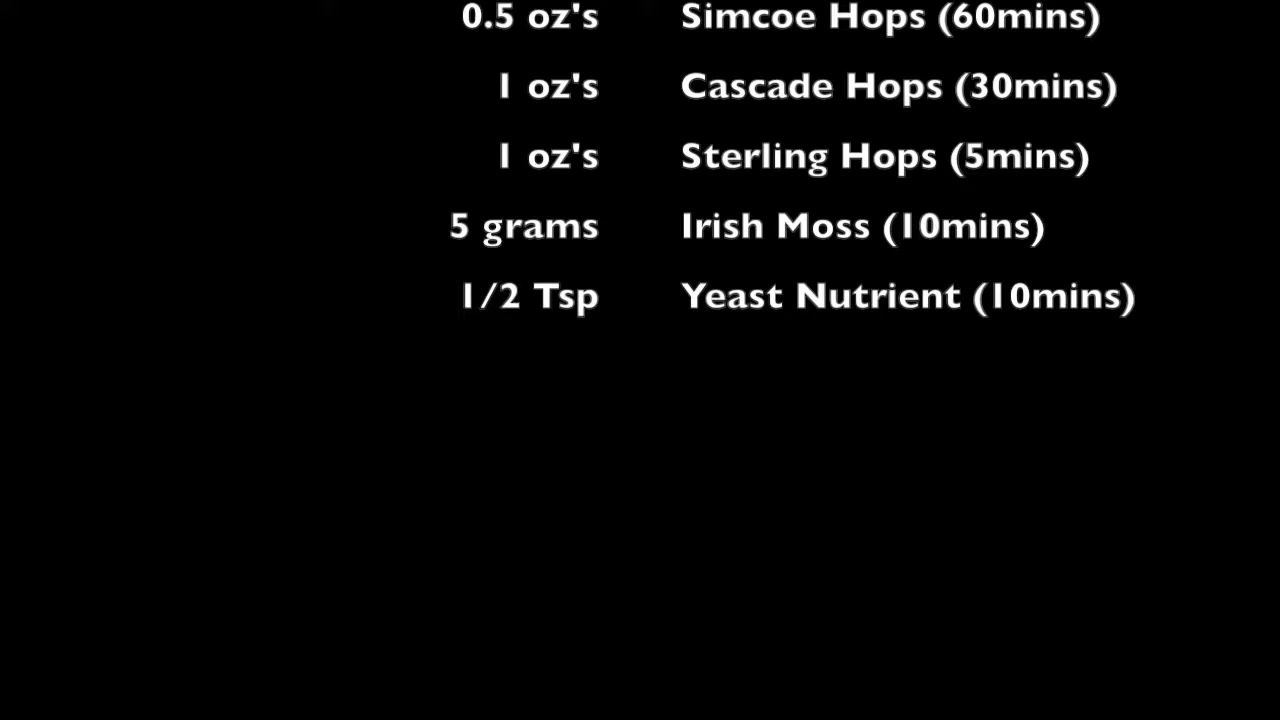 0.5 oz's Simcoe Hops (60mins)
1 oz's Cascade Hops (30mins)
1 oz's Sterling Hops (5mins)
5 grams Irish Moss (10mins)
1/2 Tsp Yeast Nutrient (10mins)